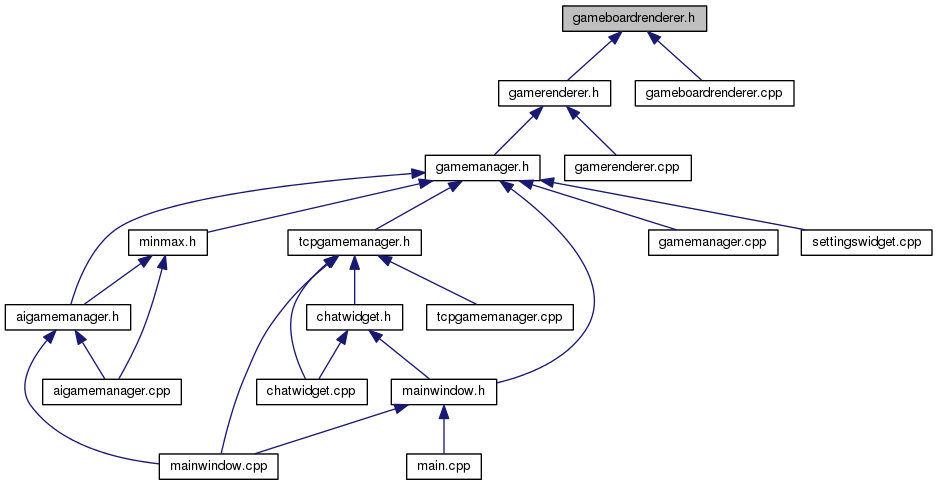 gameboardrenderer.h
gamerenderer.h
gameboardrenderer.cpp
gamemanager.h
gamerenderer.cpp
minmax.h
tcpgamemanager.h
gamemanager.cpp
settingswidget.cpp
aigamemanager.h
chatwidget.h
tcpgamemanager.cpp
aigamemanager.cpp
chatwidget.cpp
mainwindow.h
mainwindow.cpp
main.cpp